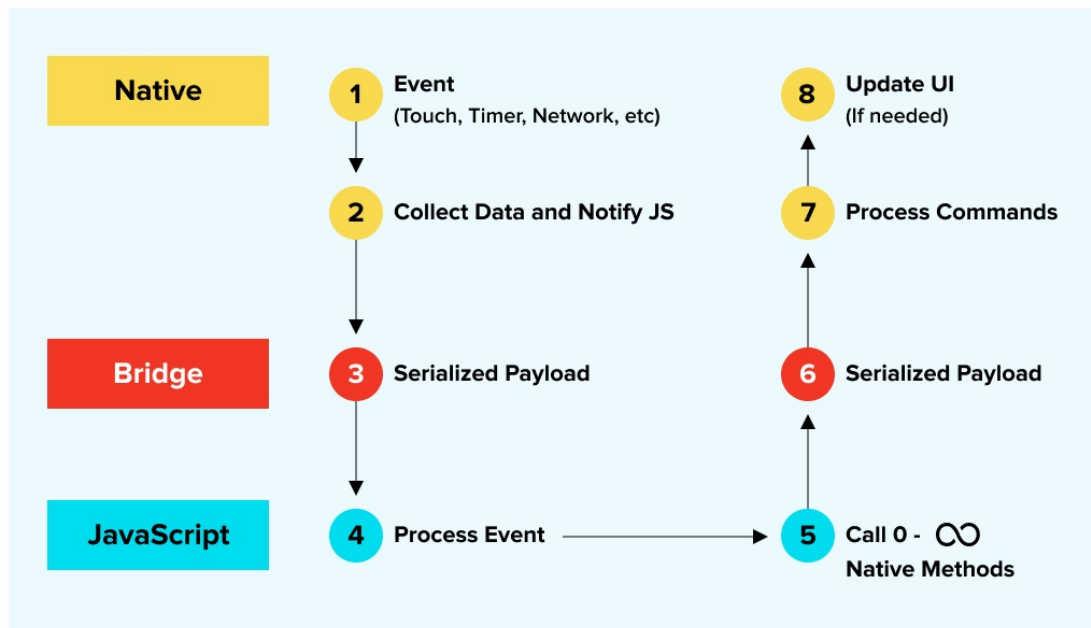 Native
1
Event
(Touch, Timer, Network, etc)
2
Collect Data and Notify JS
Bridge
3
Serialized Payload
JavaScript
4
Process Event
5
Call 0 - ∞
Native Methods
6
Serialized Payload
7
Process Commands
8
Update UI
(If needed)